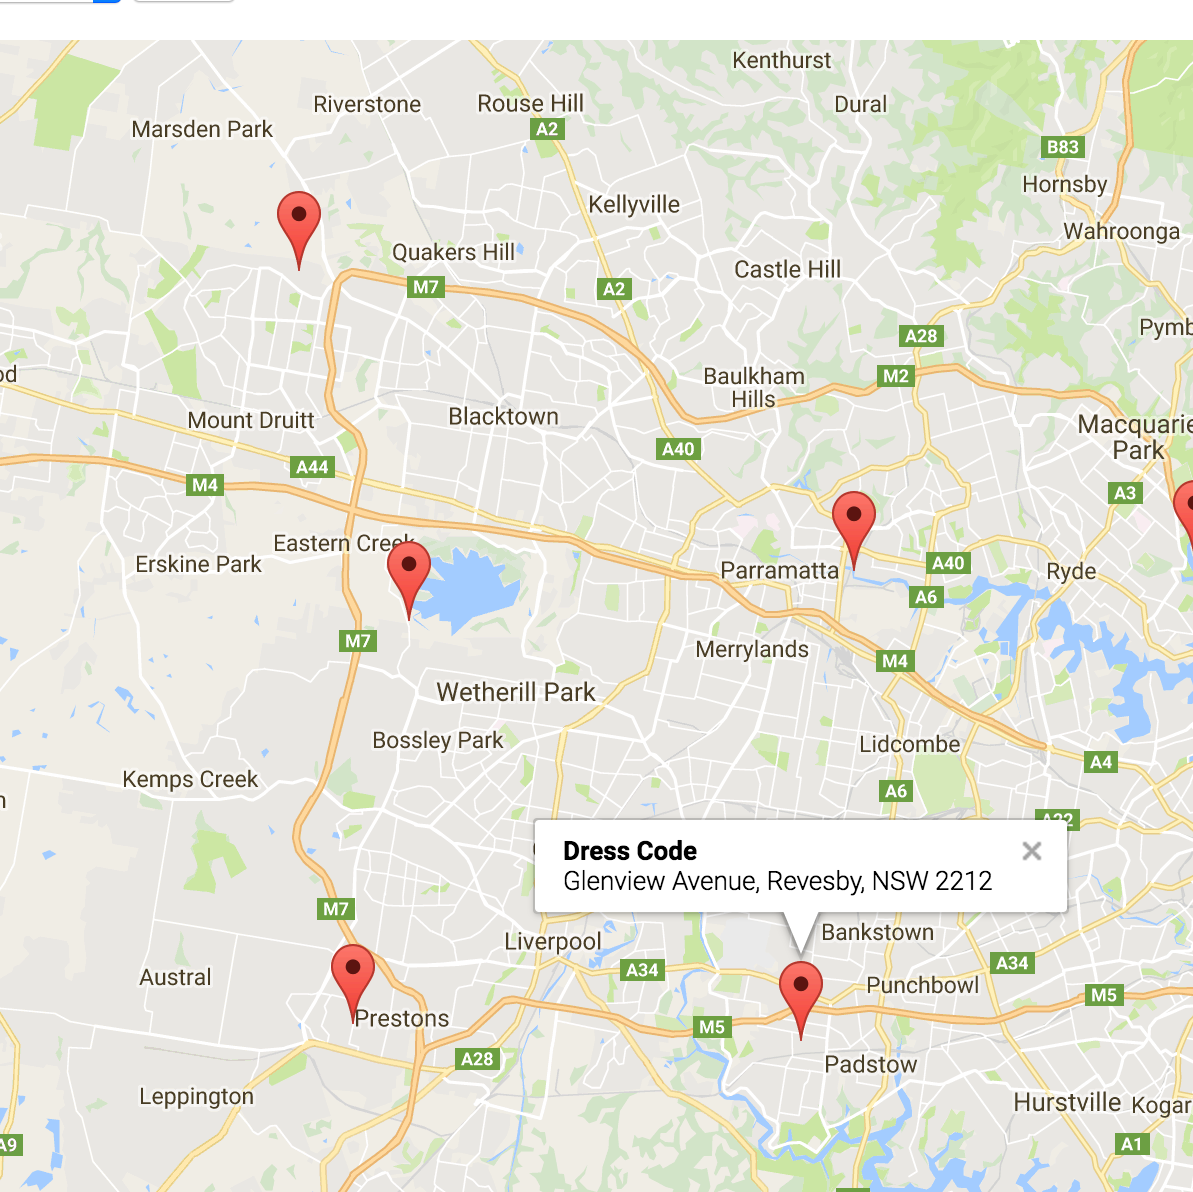 Kenthurst
Riverstone
Rouse Hill
Dural
Marsden Park
A2
B83
Hornsby
Kellyville
Wahroonga
Quakers Hill
Castle Hill
M7
A2
Pymb
A28
od
Baulkham
Hills
M2
Mount Druitt
Blacktown
Macquarie
Park
A40
A44
M4
A3
Eastern Creek
Erskine Park
Parramatta
A40
Ryde
A6
M7
Merrylands
M4
Wetherill Park
Bossley Park
Lidcombe
A4
Kemps Creek
n
A6
A22
Dress Code
Glenview Avenue, Revesby, NSW 2212
M7
Liverpool
Bankstown
A34
A34
Austral
Punchbowl
M5
Prestons
M5
A28
Padstow
Leppington
Hurstville
Kogar
A9
A1